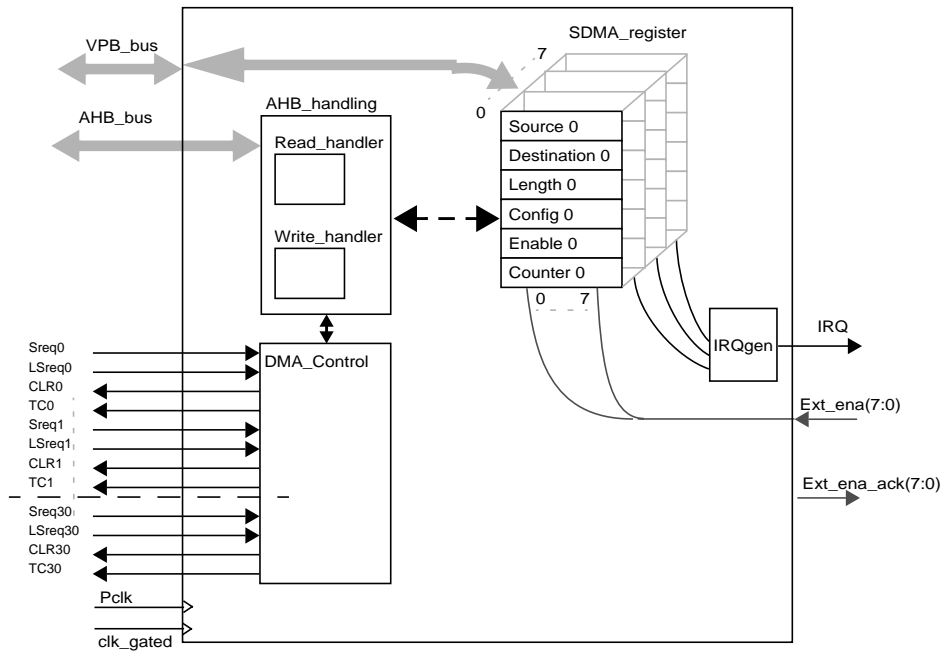 VPB_bus
SDMA_register
7
0
AHB_bus
AHB_handling
Read_handler
Write_handler
Source 0
Destination 0
Length 0
Config 0
Enable 0
Counter 0
0 7
IRQgen
IRQ
DMA_Control
Sreq0
LSreq0
CLR0
TC0
Sreq1
LSreq1
CLR1
TC1
Sreq30
LSreq30
CLR30
TC30
Ext_ena(7:0)
Ext_ena_ack(7:0)
Pclk
clk_gated